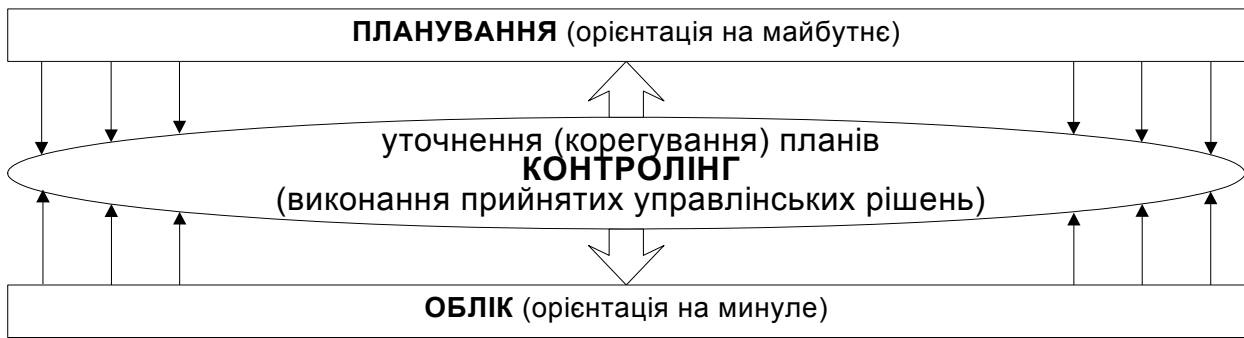 ПЛАНУВАННЯ (орієнтація на майбутнє)
уточнення (корегування) планів
КОНТРОЛІНГ
(виконання прийнятих управлінських рішень)
ОБЛІК (орієнтація на минуле)